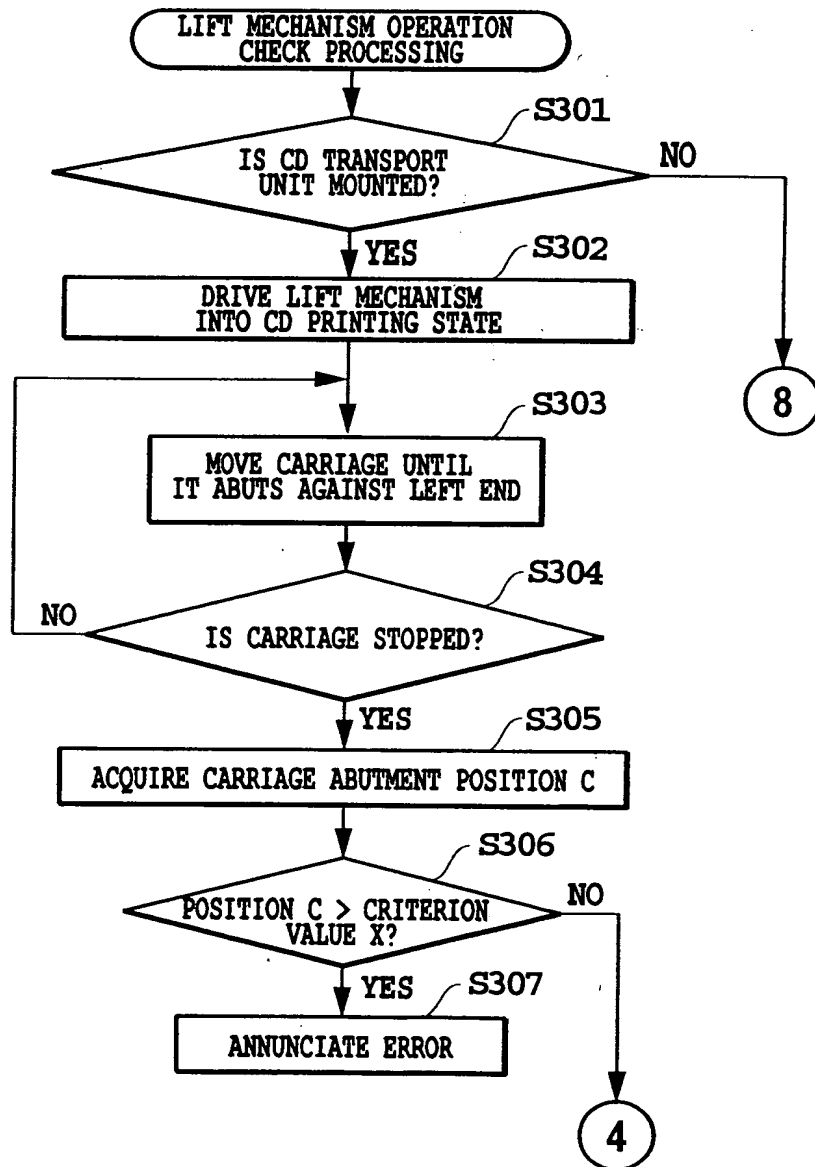 LIFT MECHANISM OPERATION
CHECK PROCESSING
S301
IS CD TRANSPORT
UNIT MOUNTED?
NO
YES
S302
DRIVE LIFT MECHANISM
INTO CD PRINTING STATE
8
S303
MOVE CARRIAGE UNTIL
IT ABUTS AGAINST LEFT END
S304
NO
IS CARRIAGE STOPPED?
YES
S305
ACQUIRE CARRIAGE ABUTMENT POSITION C
S306
NO
POSITION C > CRITERION
VALUE X?
YES
S307
ANNUNCIATE ERROR
4